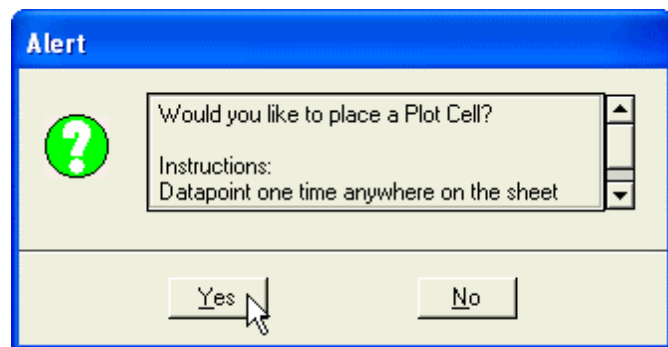 Alert
Would you like to place a Plot Cell?
Instructions:
Datapoint one time anywhere on the sheet
Yes
No